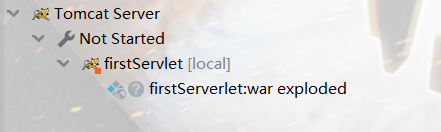 Tomcat Server
Not Started
firstServlet [local]
firstServerlet:war exploded